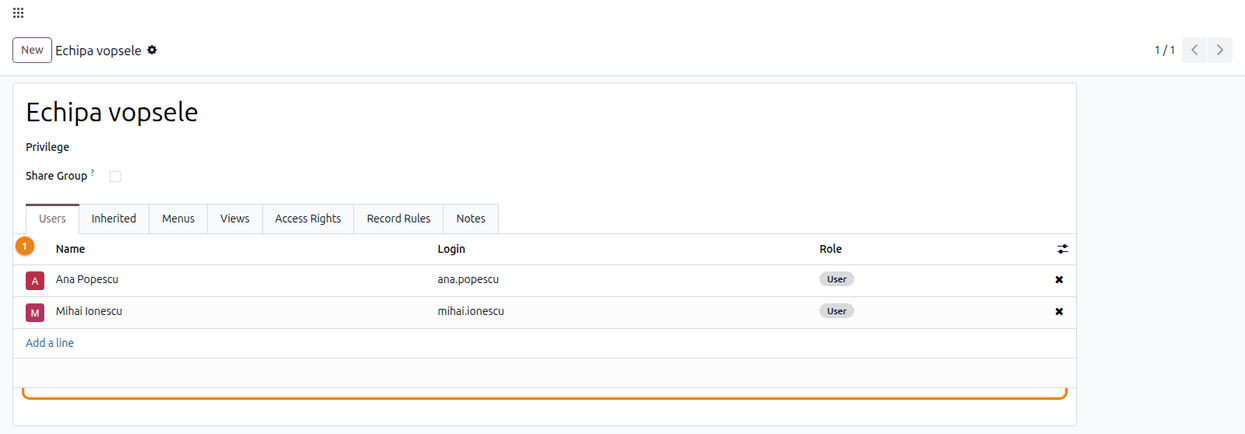 New Echipa vopsele 1 / 1
Echipa vopsele
Privilege
Share Group ?
Users Inherited Menus Views Access Rights Record Rules Notes
1 Name Login Role
A Ana Popescu ana.popescu User
M Mihai Ionescu mihai.ionescu User
Add a line